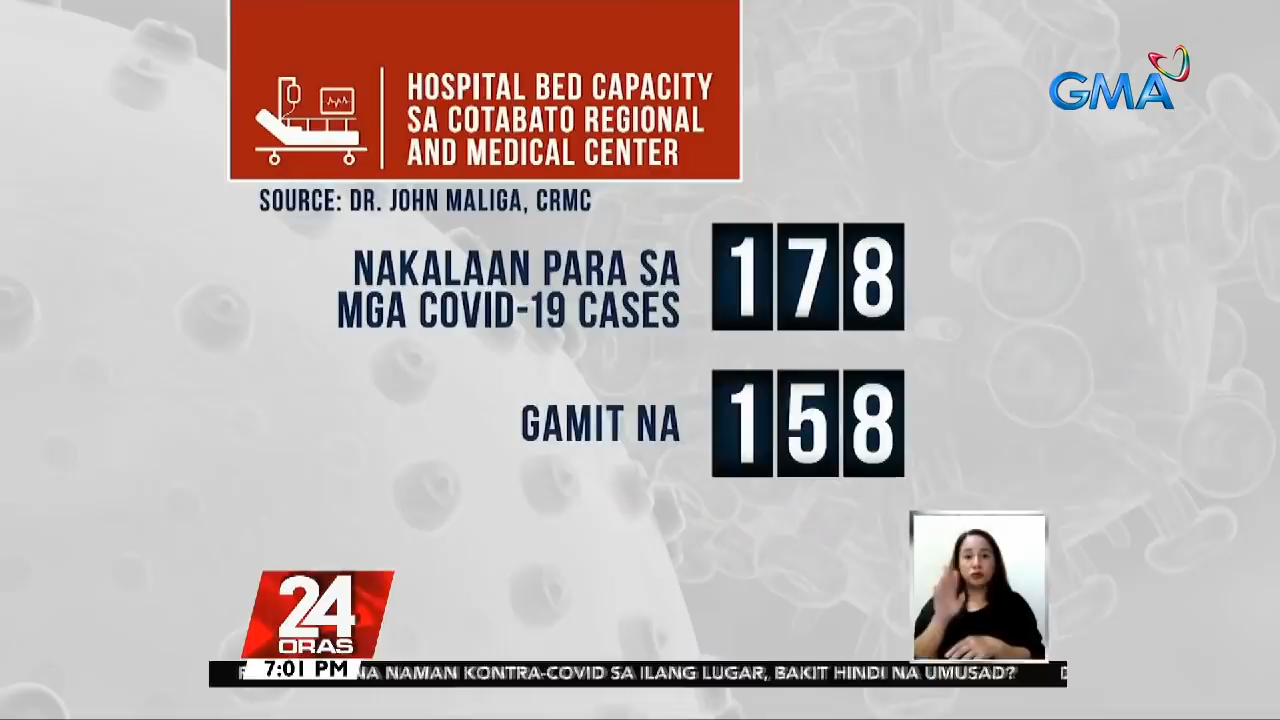 HOSPITAL BED CAPACITY
SA COTABATO REGIONAL
AND MEDICAL CENTER
GMA
SOURCE: DR. JOHN MALIGA, CRMC
NAKALAAN PARA SA
MGA COVID-19 CASES
178
GAMIT NA
158
24
ORAS
7:01 PM
NA NAMAN KONTRA-COVID SA ILANG LUGAR, BAKIT HINDI NA UMUSAD?